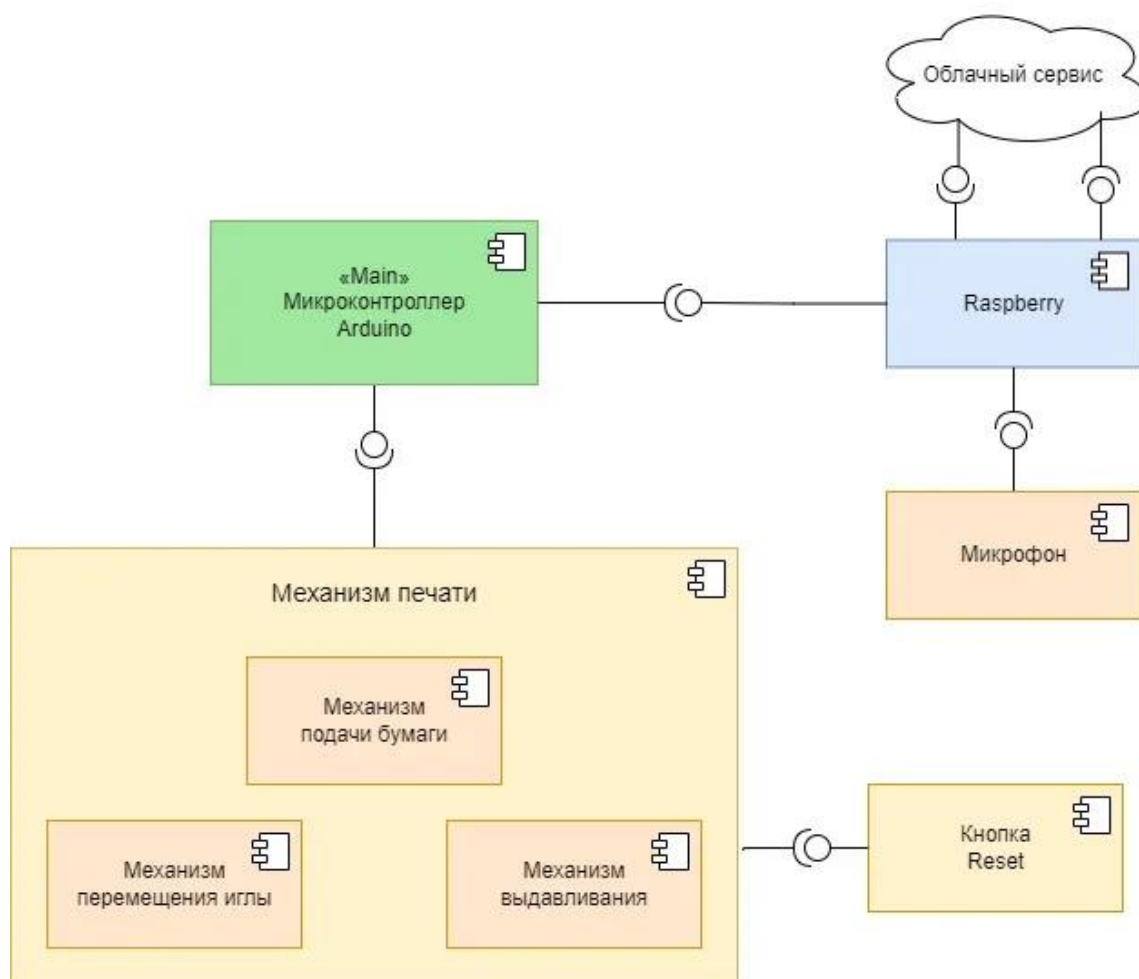 Облачный сервис
«Main»
Микроконтроллер
Arduino
Raspberry
Микрофон
Механизм печати
Механизм
подачи бумаги
Механизм
перемещения иглы
Механизм
выдавливания
Кнопка
Reset